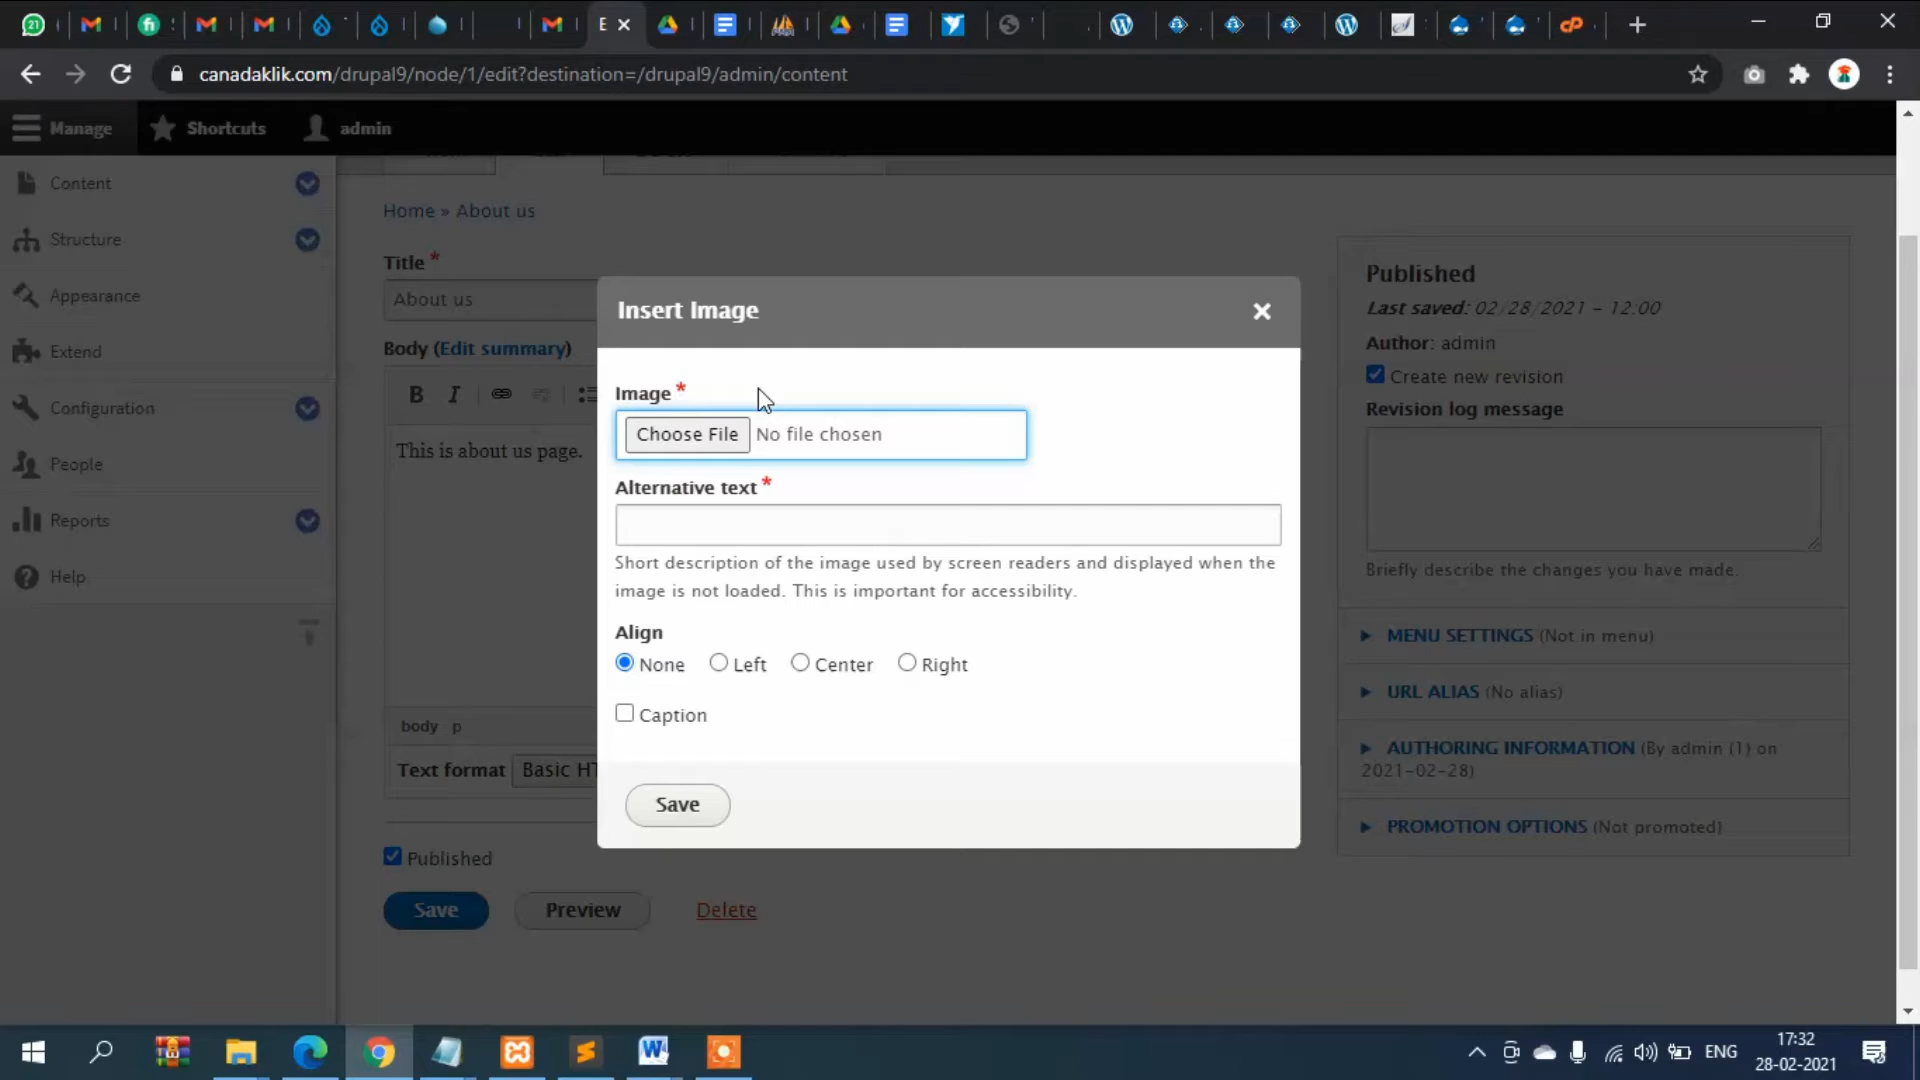 21
E
canadaklik.com/drupal9/node/1/edit?destination=/drupal9/admin/content
Manage
Shortcuts
admin
Content
Structure
Appearance
Extend
Configuration
People
Reports
Help
Home » About us
Title *
About us
Body (Edit summary)
B I
This is about us page.
body p
Text format Basic HT
Published
Save
Preview
Delete
Insert Image
Image *
Choose File No file chosen
Alternative text *
Short description of the image used by screen readers and displayed when the
image is not loaded. This is important for accessibility.
Align
None Left Center Right
Caption
Save
Published
Last saved: 02/28/2021 - 12:00
Author: admin
Create new revision
Revision log message
Briefly describe the changes you have made.
MENU SETTINGS (Not in menu)
URL ALIAS (No alias)
AUTHORING INFORMATION (By admin (1) on
2021-02-28)
PROMOTION OPTIONS (Not promoted)
ENG
17:32
28-02-2021